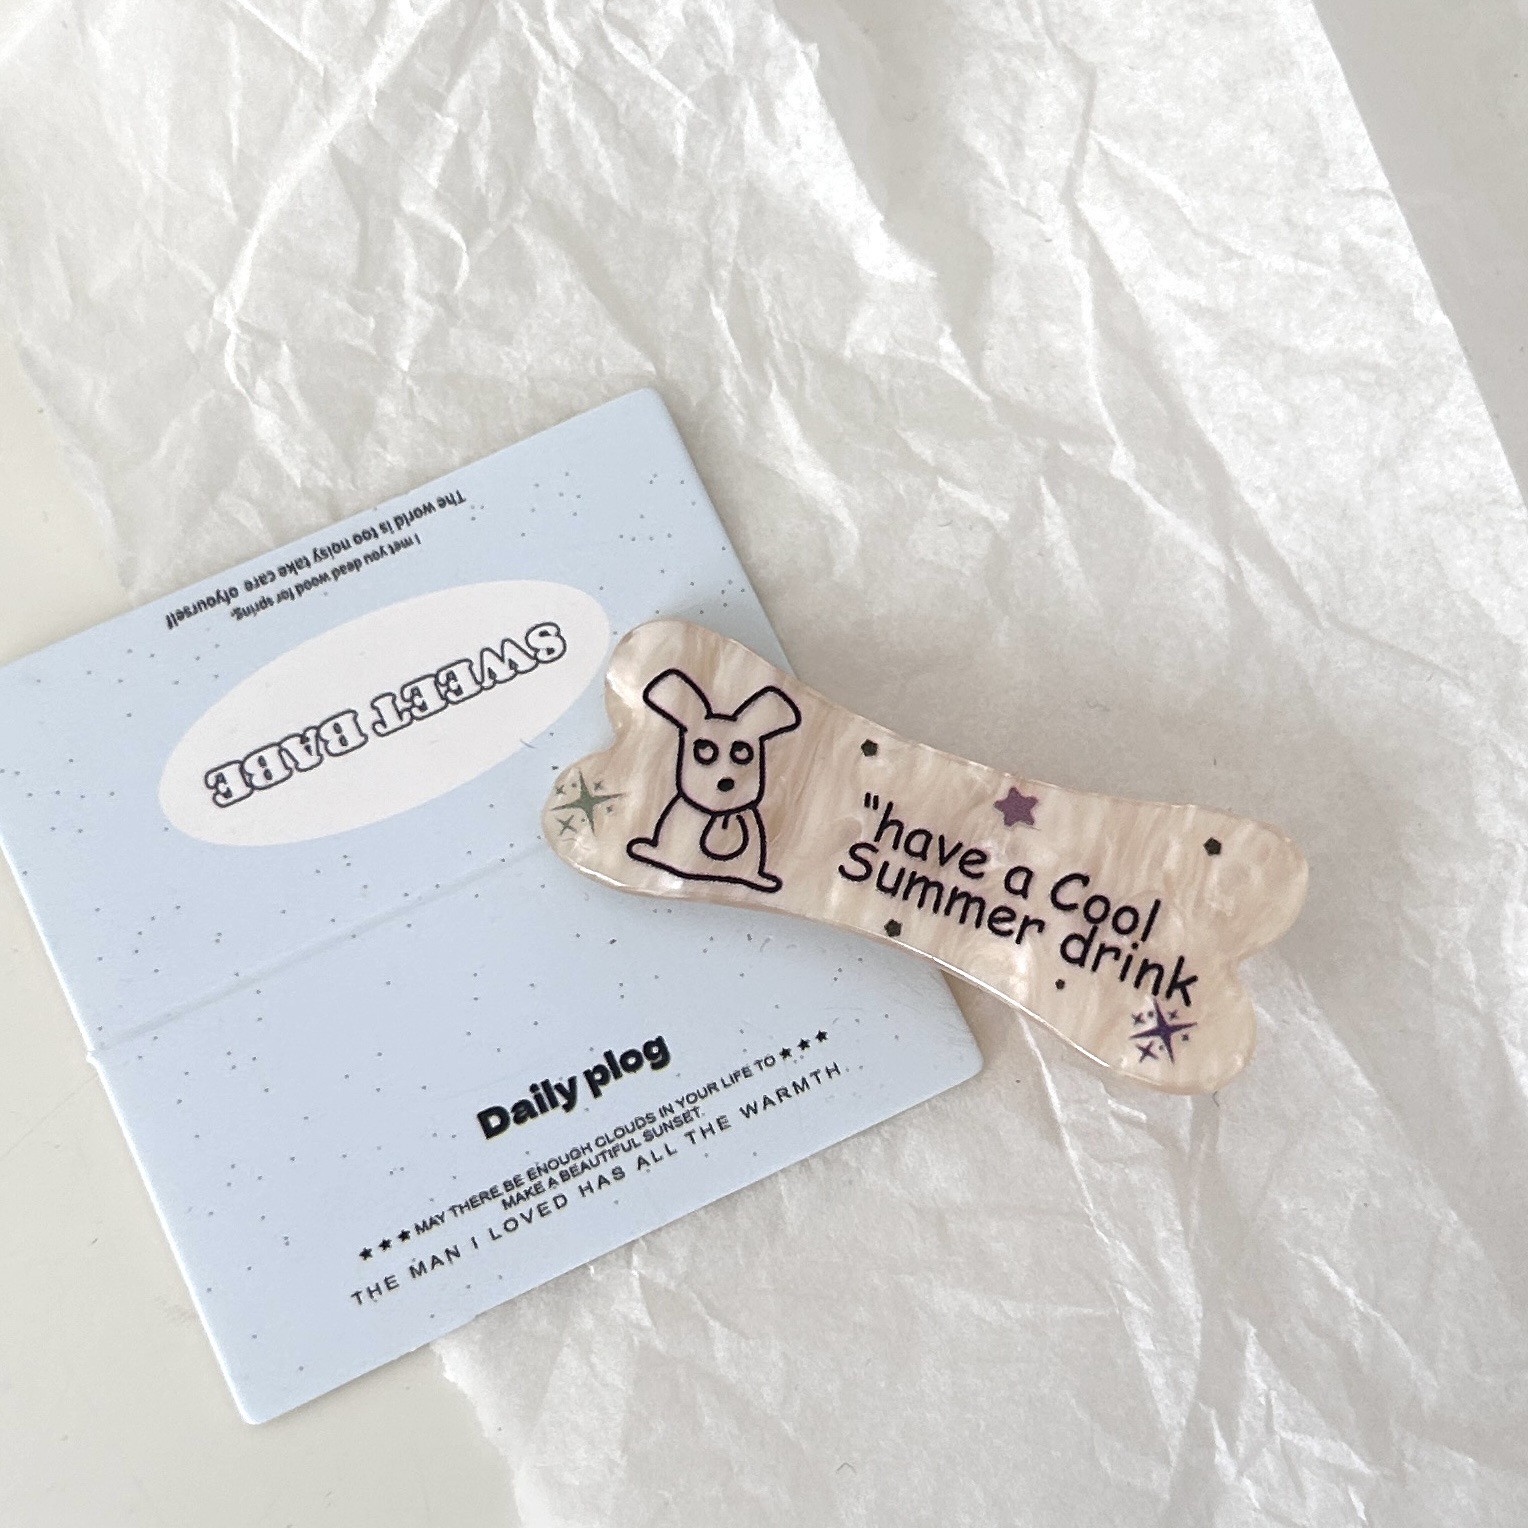 The world is too noisy take care ofyourself
I met you dead wood for spring,
SWEET BABE
"have a Cool
Summer drink
Daily plog
★★★MAY THERE BE ENOUGH CLOUDS IN YOUR LIFE TO★★★
MAKE A BEAUTIFUL SUNSET.
THE MAN I LOVED HAS ALL THE WARMTH.